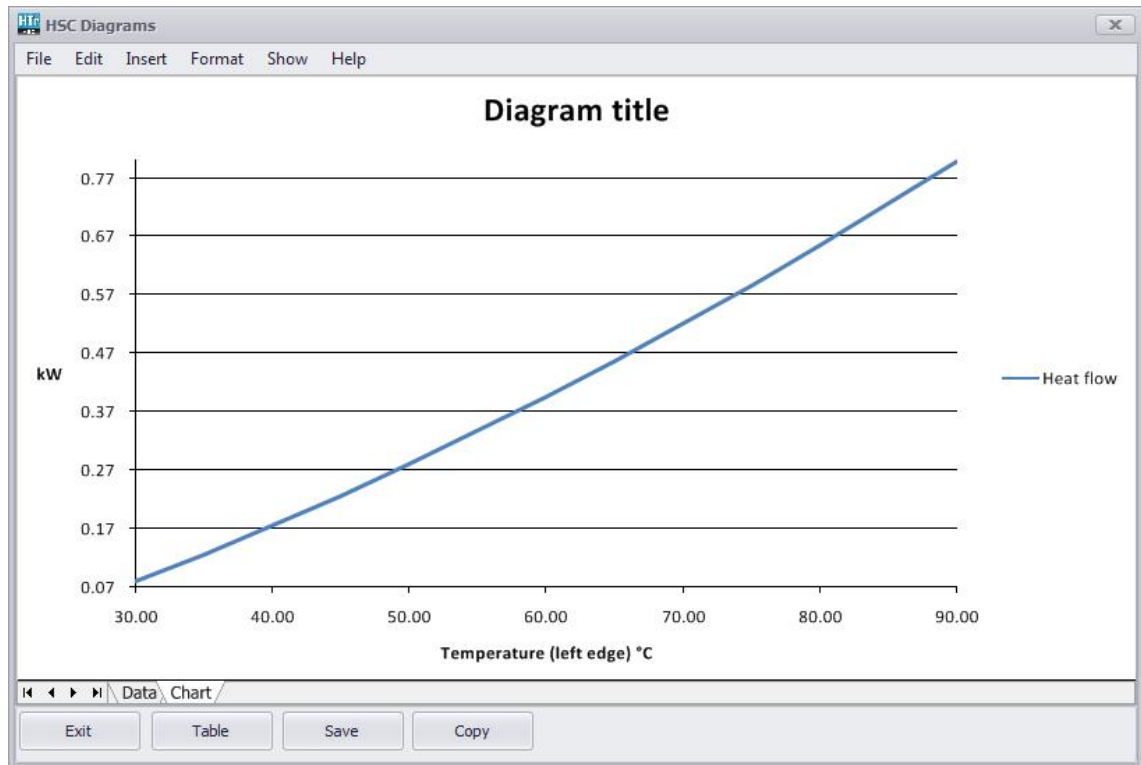 HTr HSC Diagrams
File Edit Insert Format Show Help
Diagram title
0.77
0.67
0.57
0.47
kW
0.37
0.27
0.17
0.07
Heat flow
30.00 40.00 50.00 60.00 70.00 80.00 90.00
Temperature (left edge) °C
Data Chart
Exit Table Save Copy